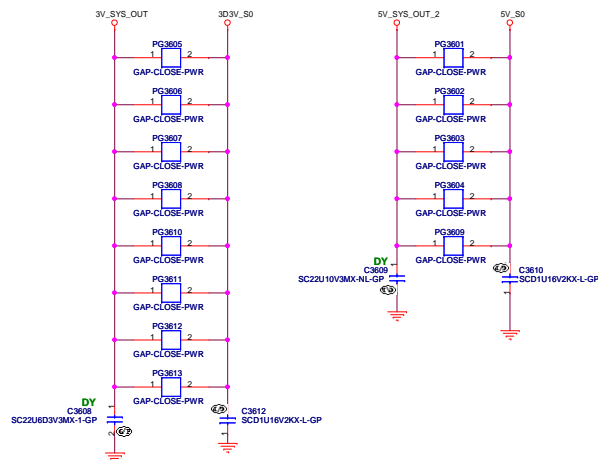 3V_SYS_OUT 3D3V_S0
PG3605
1 2
GAP-CLOSE-PWR
PG3606
1 2
GAP-CLOSE-PWR
PG3607
1 2
GAP-CLOSE-PWR
PG3608
1 2
GAP-CLOSE-PWR
PG3610
1 2
GAP-CLOSE-PWR
PG3611
1 2
GAP-CLOSE-PWR
PG3612
1 2
GAP-CLOSE-PWR
PG3613
1 2
GAP-CLOSE-PWR
DY
1
C3608
SC22U6D3V3MX-1-GP
2
C3612
SCD1U16V2KX-L-GP
1
5V_SYS_OUT_2 5V_S0
PG3601
1 2
GAP-CLOSE-PWR
PG3602
1 2
GAP-CLOSE-PWR
PG3603
1 2
GAP-CLOSE-PWR
PG3604
1 2
GAP-CLOSE-PWR
PG3609
1 2
GAP-CLOSE-PWR
DY
1
C3609
SC22U10V3MX-NL-GP
C3610
SCD1U16V2KX-L-GP
1